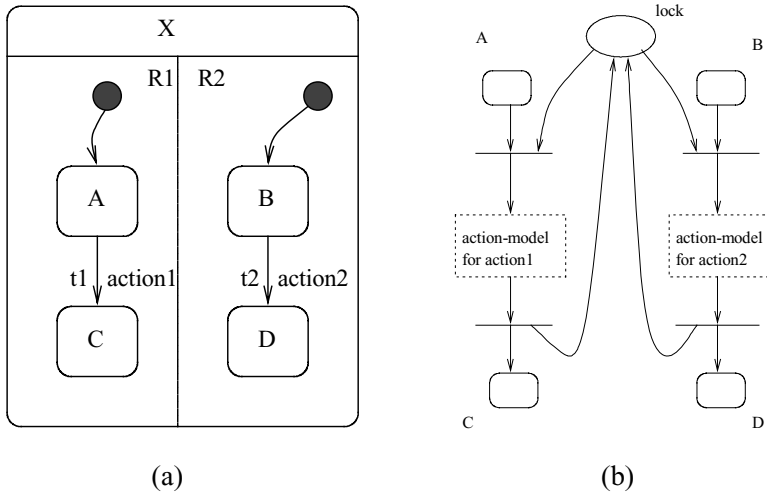 X
R1 R2
A
B
t1 action1
t2 action2
C
D
(a)
lock
A
B
action-model
for action1
action-model
for action2
C
D
(b)